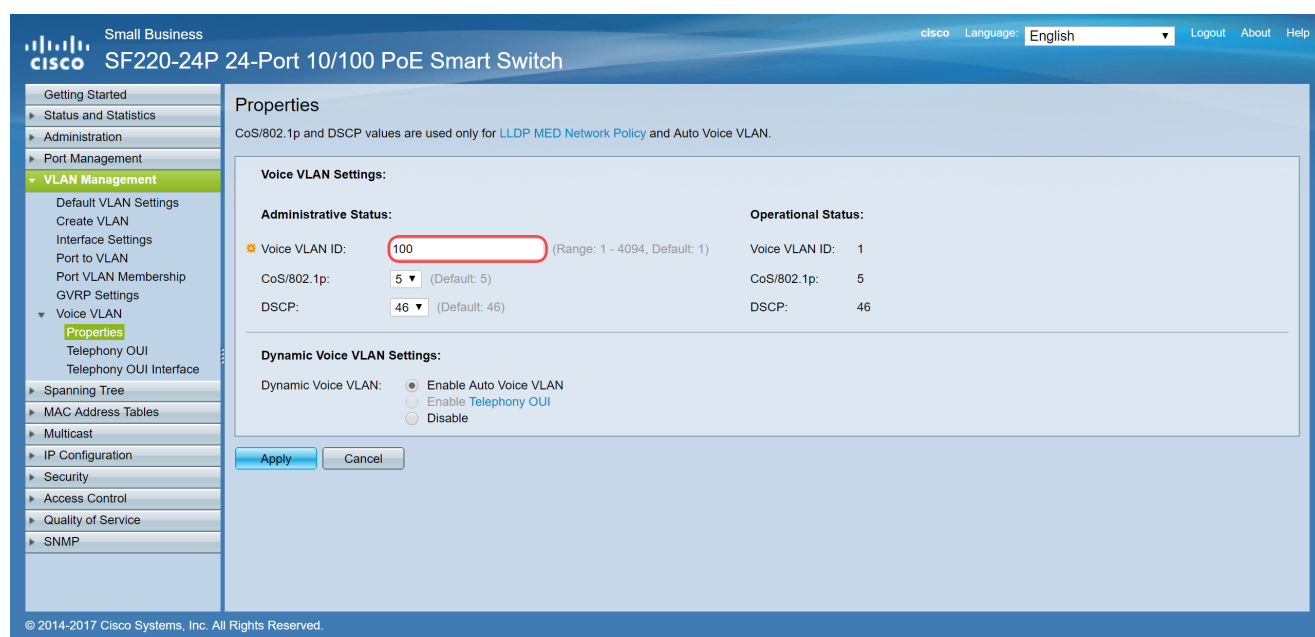 Small Business
cisco Language: English Logout About Help
cisco SF220-24P 24-Port 10/100 PoE Smart Switch
Getting Started
Status and Statistics
Administration
Port Management
VLAN Management
Default VLAN Settings
Create VLAN
Interface Settings
Port to VLAN
Port VLAN Membership
GVRP Settings
Voice VLAN
Properties
Telephony OUI
Telephony OUI Interface
Spanning Tree
MAC Address Tables
Multicast
IP Configuration
Security
Access Control
Quality of Service
SNMP
Properties
CoS/802.1p and DSCP values are used only for LLDP MED Network Policy and Auto Voice VLAN.
Voice VLAN Settings:
Administrative Status: Operational Status:
Voice VLAN ID: 100 (Range: 1 - 4094, Default: 1) Voice VLAN ID: 1
CoS/802.1p: 5 (Default: 5) CoS/802.1p: 5
DSCP: 46 (Default: 46) DSCP: 46
Dynamic Voice VLAN Settings:
Dynamic Voice VLAN: Enable Auto Voice VLAN
Enable Telephony OUI
Disable
Apply Cancel
© 2014-2017 Cisco Systems, Inc. All Rights Reserved.